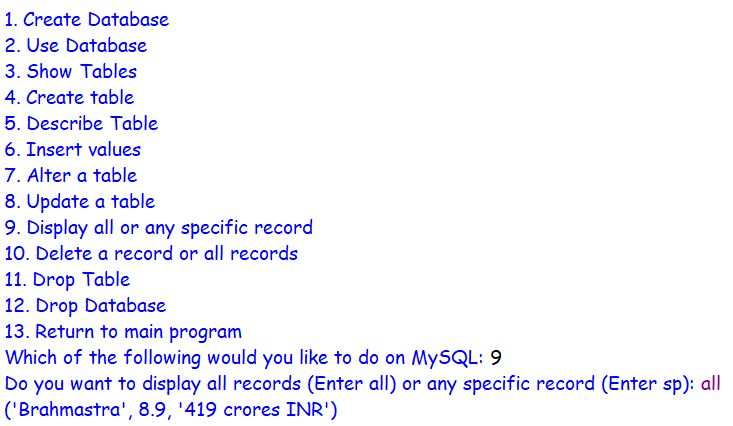 1. Create Database
2. Use Database
3. Show Tables
4. Create table
5. Describe Table
6. Insert values
7. Alter a table
8. Update a table
9. Display all or any specific record
10. Delete a record or all records
11. Drop Table
12. Drop Database
13. Return to main program
Which of the following would you like to do on MySQL: 9
Do you want to display all records (Enter all) or any specific record (Enter sp): all
('Brahmastra', 8.9, '419 crores INR')